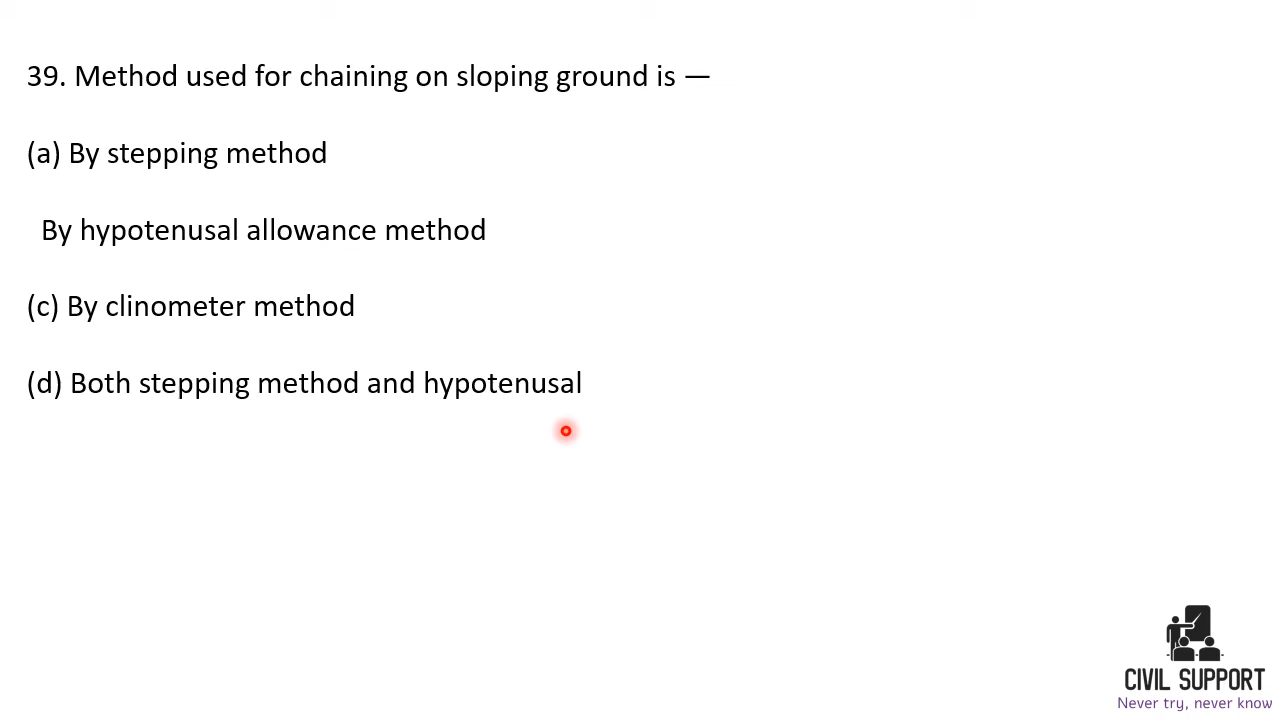 39. Method used for chaining on sloping ground is —
(a) By stepping method
By hypotenusal allowance method
(c) By clinometer method
(d) Both stepping method and hypotenusal
CIVIL SUPPORT
Never try, never know